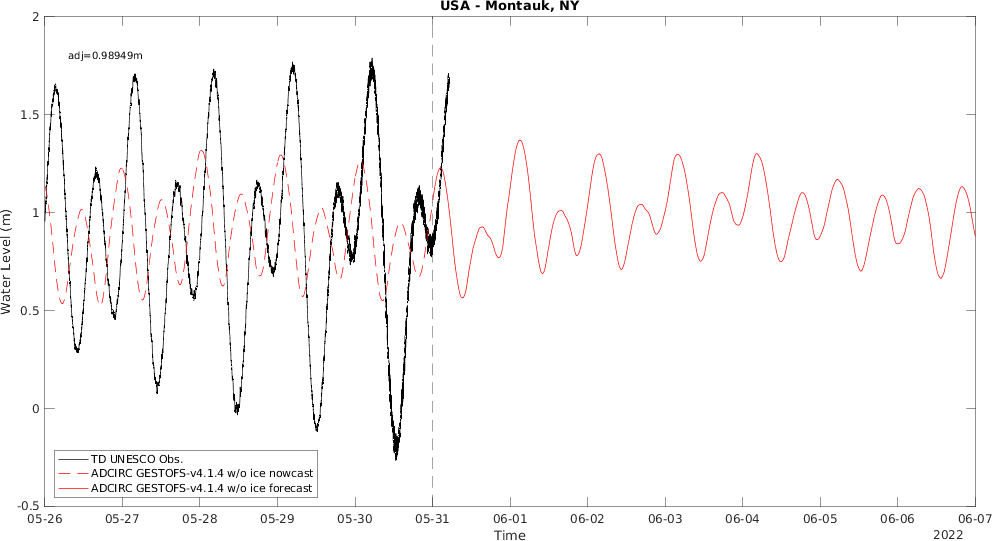 USA - Montauk, NY
adj=0.98949m
Water Level (m)
2
1.5
1
0.5
0
-0.5
TD UNESCO Obs.
ADCIRC GESTOFS-v4.1.4 w/o ice nowcast
ADCIRC GESTOFS-v4.1.4 w/o ice forecast
05-26 05-27 05-28 05-29 05-30 05-31 06-01 06-02 06-03 06-04 06-05 06-06 06-07
Time
2022